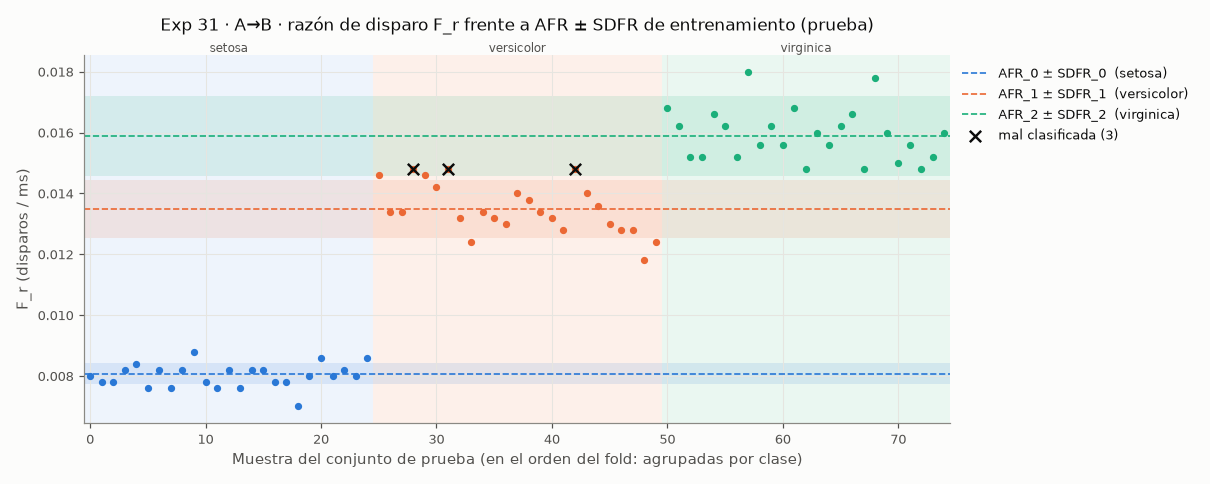 Exp 31 · A→B · razón de disparo F_r frente a AFR ± SDFR de entrenamiento (prueba)
setosa versicolor virginica
0.018
0.016
0.014
0.012
0.010
0.008
F_r (disparos / ms)
0 10 20 30 40 50 60 70
Muestra del conjunto de prueba (en el orden del fold: agrupadas por clase)
AFR_0 ± SDFR_0 (setosa)
AFR_1 ± SDFR_1 (versicolor)
AFR_2 ± SDFR_2 (virginica)
mal clasificada (3)